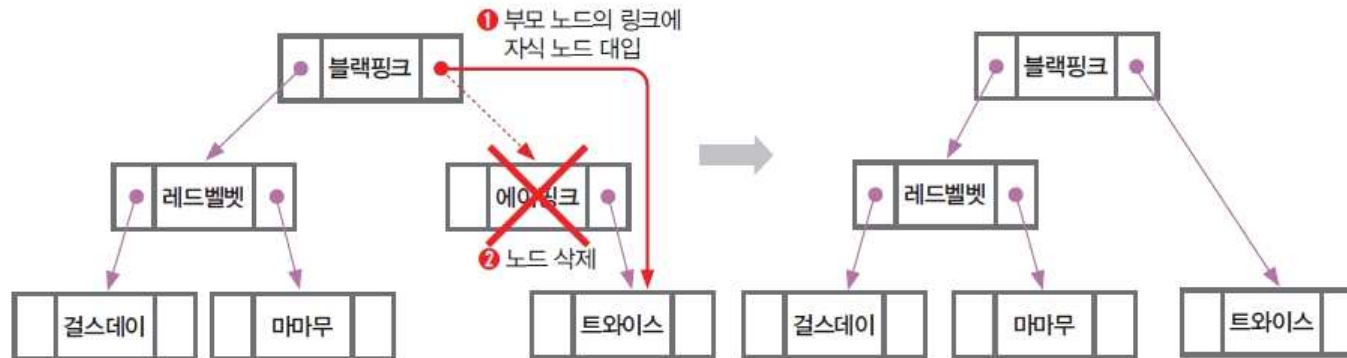 ❶ 부모 노드의 링크에
자식 노드 대입
블랙핑크
블랙핑크
레드벨벳
에이핑크
레드벨벳
❷ 노드 삭제
걸스데이
마마무
트와이스
걸스데이
마마무
트와이스